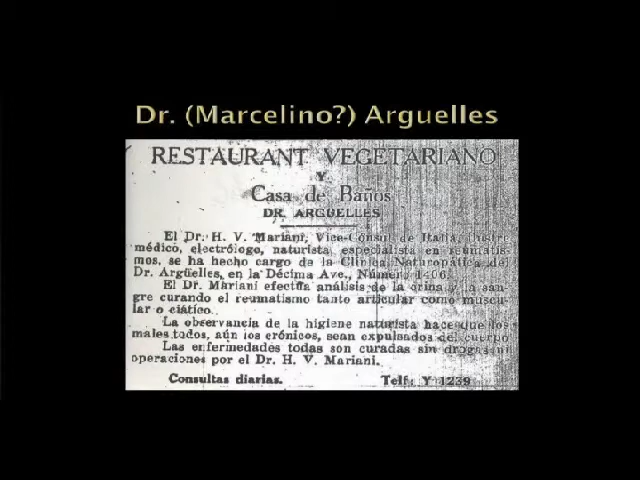 Dr. (Marcelino?) Arguelles
RESTAURANT VEGETARIANO
Y
Casa de Baños
DR. ARGUELLES
El Dr. H. V. Mariani, Vice-Cónsul de Italia, ilustre
médico, electrólogo, naturista, especialista en reumatis-
mos, se ha hecho cargo de la Clínica Naturopática del
Dr. Argüelles, en la Décima Ave., Número 1406.
El Dr. Mariani efectúa análisis de la orina y la san-
gre curando el reumatismo tanto articular como muscu-
lar o ciático.
La observancia de la higiene naturista hace que los
males todos, aún los crónicos, sean expulsados del cuerpo
Las enfermedades todas son curadas sin drogas ni
operaciones por el Dr. H. V. Mariani.
Consultas diarias. Telf: Y 1239